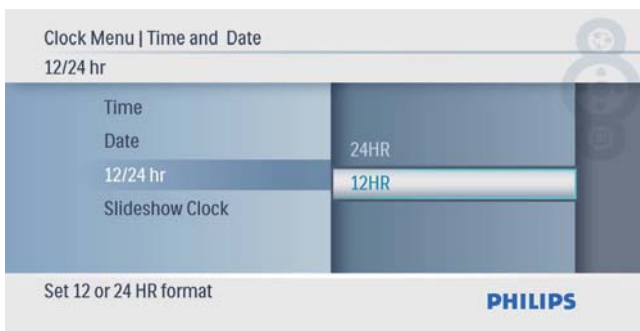 Clock Menu | Time and Date
12/24 hr
Time
Date
12/24 hr
Slideshow Clock
24HR
12HR
Set 12 or 24 HR format
PHILIPS